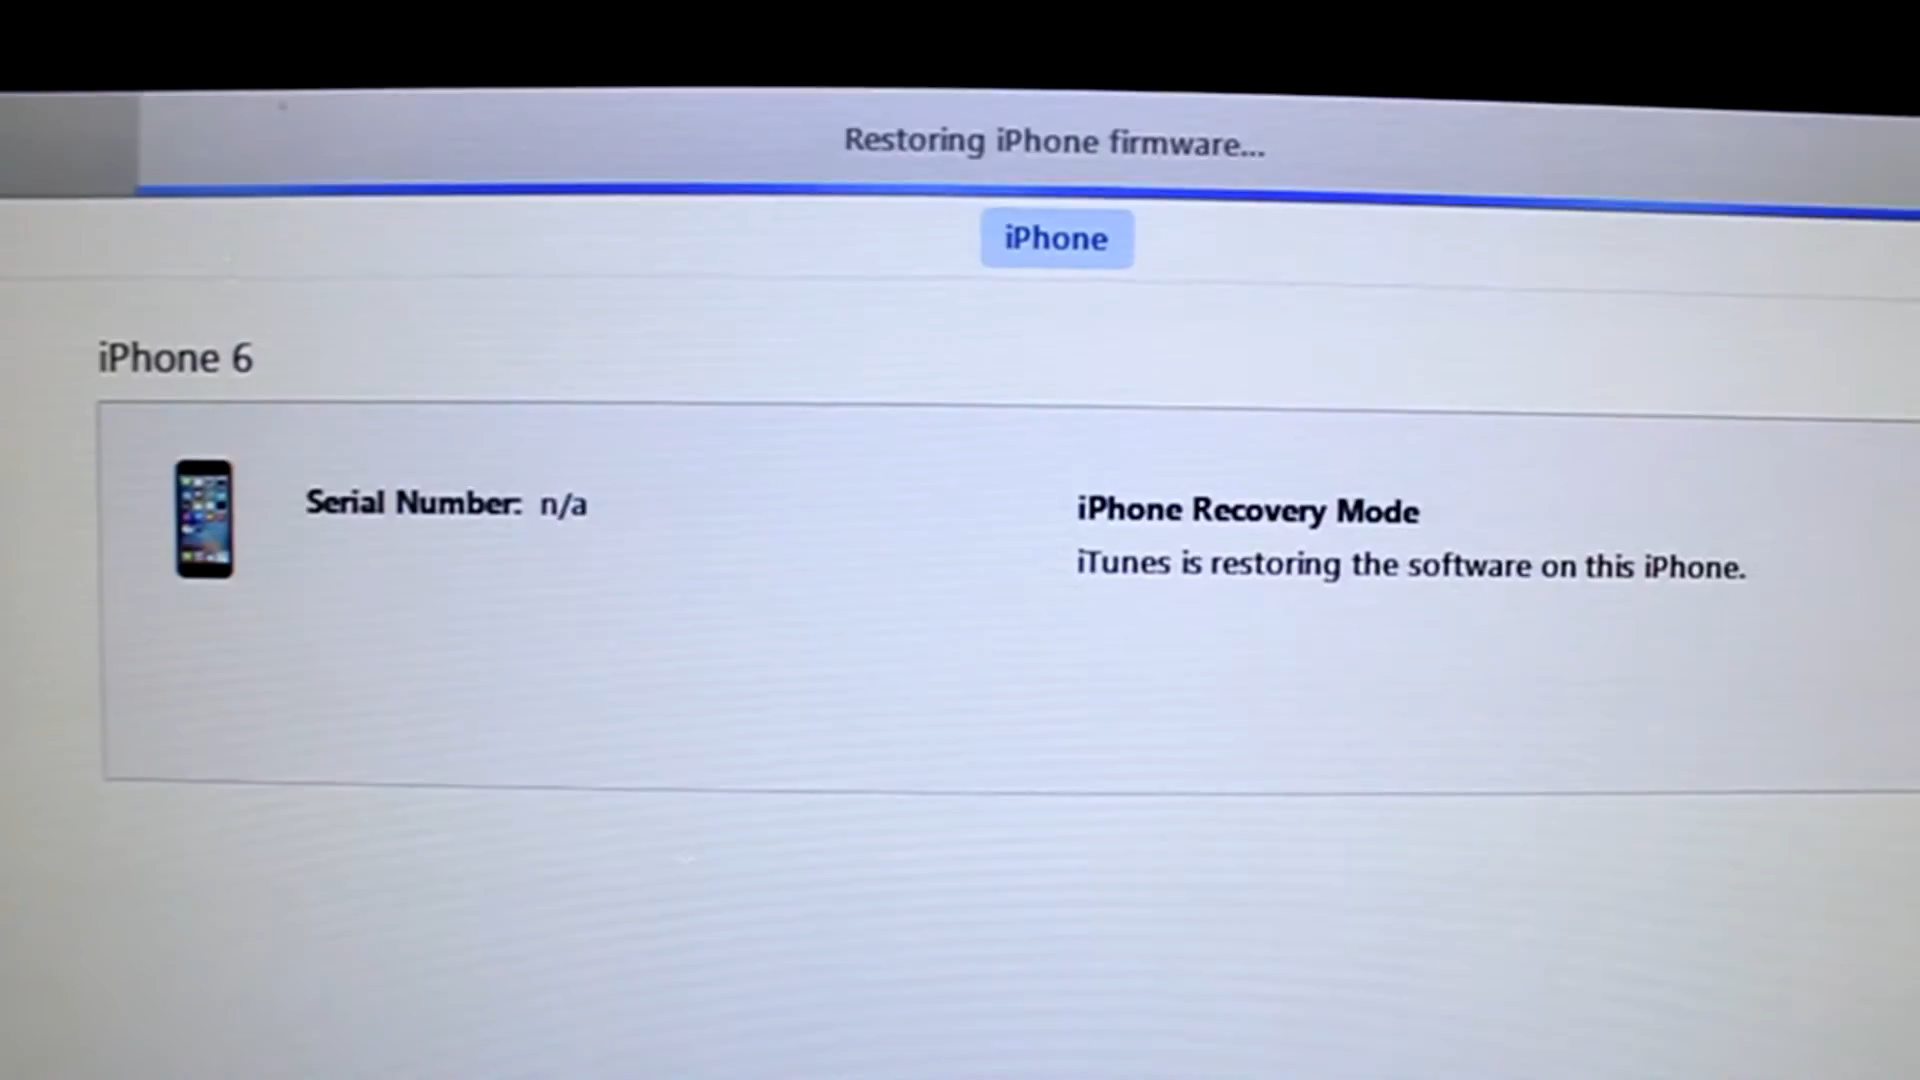 Restoring iPhone firmware...
iPhone
iPhone 6
Serial Number: n/a
iPhone Recovery Mode
iTunes is restoring the software on this iPhone.